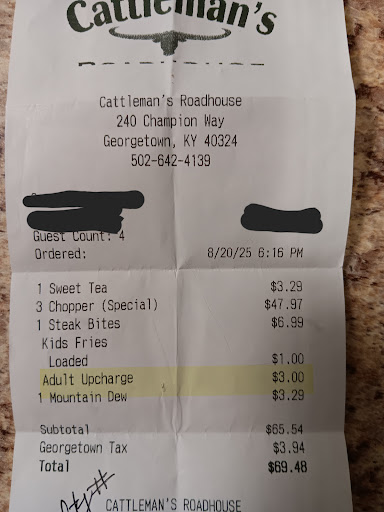 Cattleman's
ROADHOUSE
Cattleman's Roadhouse
240 Champion Way
Georgetown, KY 40324
502-642-4139
Guest Count: 4
Ordered: 8/20/25 6:16 PM
1 Sweet Tea $3.29
3 Chopper (Special) $47.97
1 Steak Bites $6.99
Kids Fries
Loaded $1.00
Adult Upcharge $3.00
1 Mountain Dew $3.29
Subtotal $65.54
Georgetown Tax $3.94
Total $69.48
CATTLEMAN'S ROADHOUSE